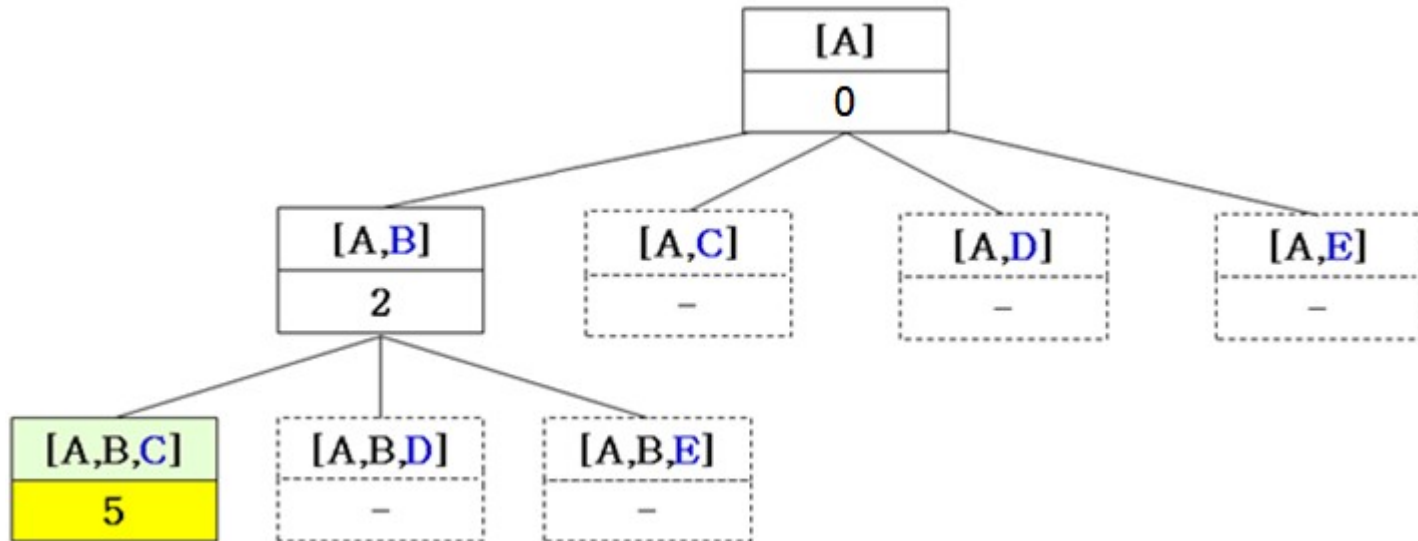 [A]
0
[A,B]
2
[A,C]
–
[A,D]
–
[A,E]
–
[A,B,C]
5
[A,B,D]
–
[A,B,E]
–